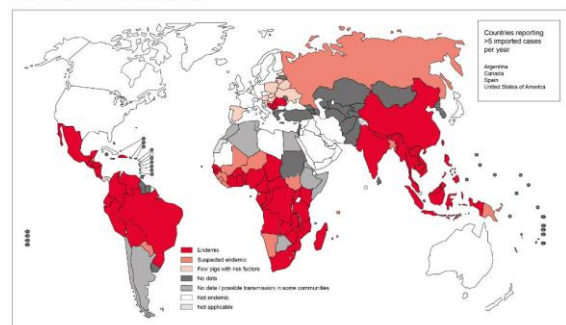 Countries reporting
>5 imported cases
per year
Argentina
Canada
Spain
United States of America
Endemic
Suspected endemic
Few pigs with risk factors
No data
No data / possible transmission in some communities
Not endemic
Not applicable